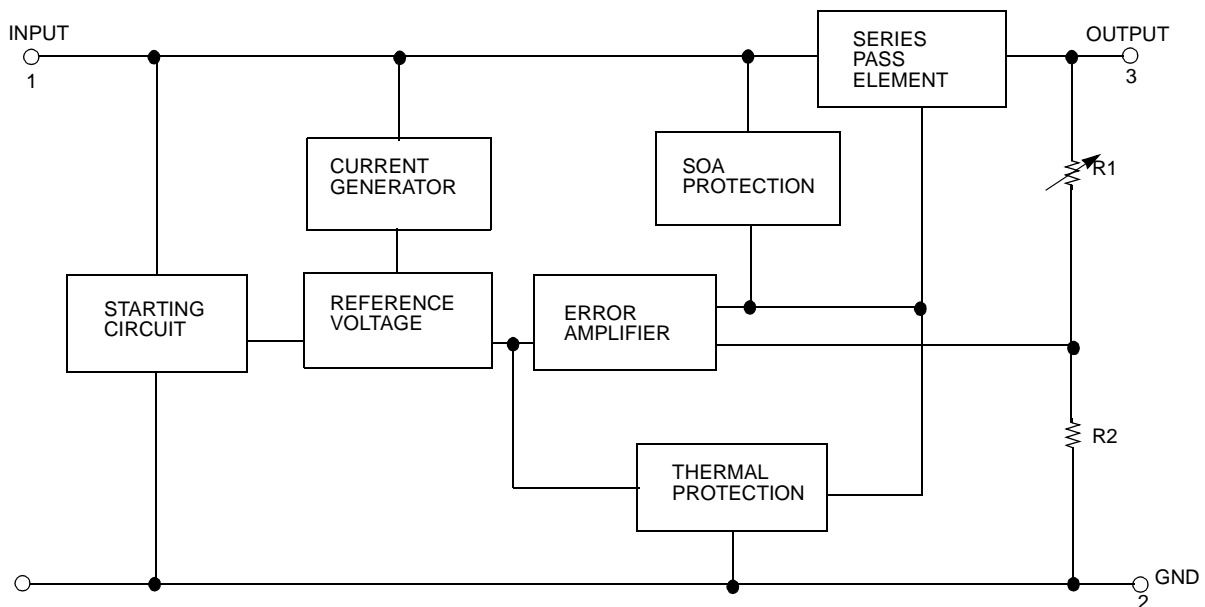 INPUT
1
SERIES
PASS
ELEMENT
OUTPUT
3
CURRENT
GENERATOR
SOA
PROTECTION
R1
STARTING
CIRCUIT
REFERENCE
VOLTAGE
ERROR
AMPLIFIER
R2
THERMAL
PROTECTION
GND
2